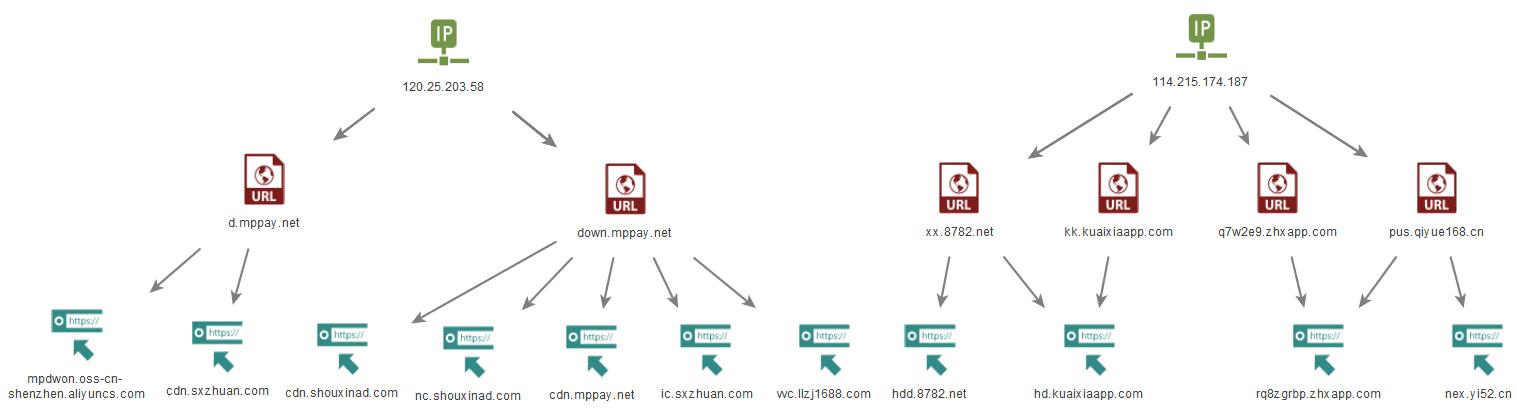 IP
120.25.203.58
IP
114.215.174.187
URL
d.mppay.net
URL
down.mppay.net
URL
xx.8782.net
URL
kk.kuaixiaapp.com
URL
q7w2e9.zhxapp.com
URL
pus.qiyue168.cn
https://
mpdwon.oss-cn-
shenzhen.aliyuncs.com
https://
cdn.sxzhuan.com
https://
cdn.shouxinad.com
https://
nc.shouxinad.com
https://
cdn.mppay.net
https://
ic.sxzhuan.com
https://
vvc.llzj1688.com
https://
hdd.8782.net
https://
hd.kuaixiaapp.com
https://
rq8zgrbp.zhxapp.com
https://
nex.yi52.cn